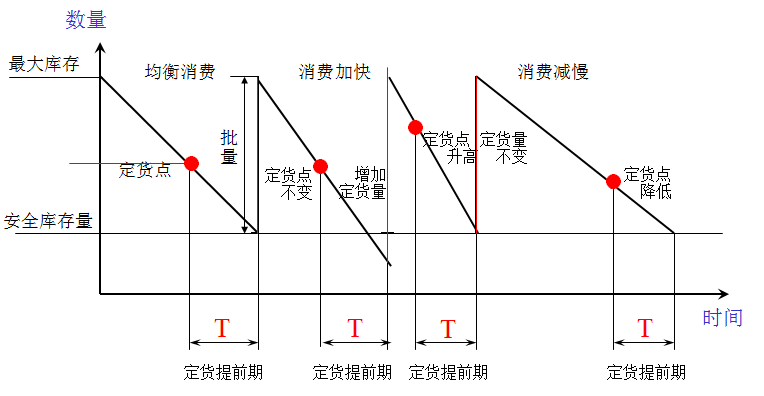 数量
最大库存
均衡消费
消费加快
消费减慢
批
量
定货点
定货点
不变
增加
定货量
定货点
升高
定货量
不变
定货点
降低
安全库存量
时间
T
T
T
T
定货提前期
定货提前期
定货提前期
定货提前期